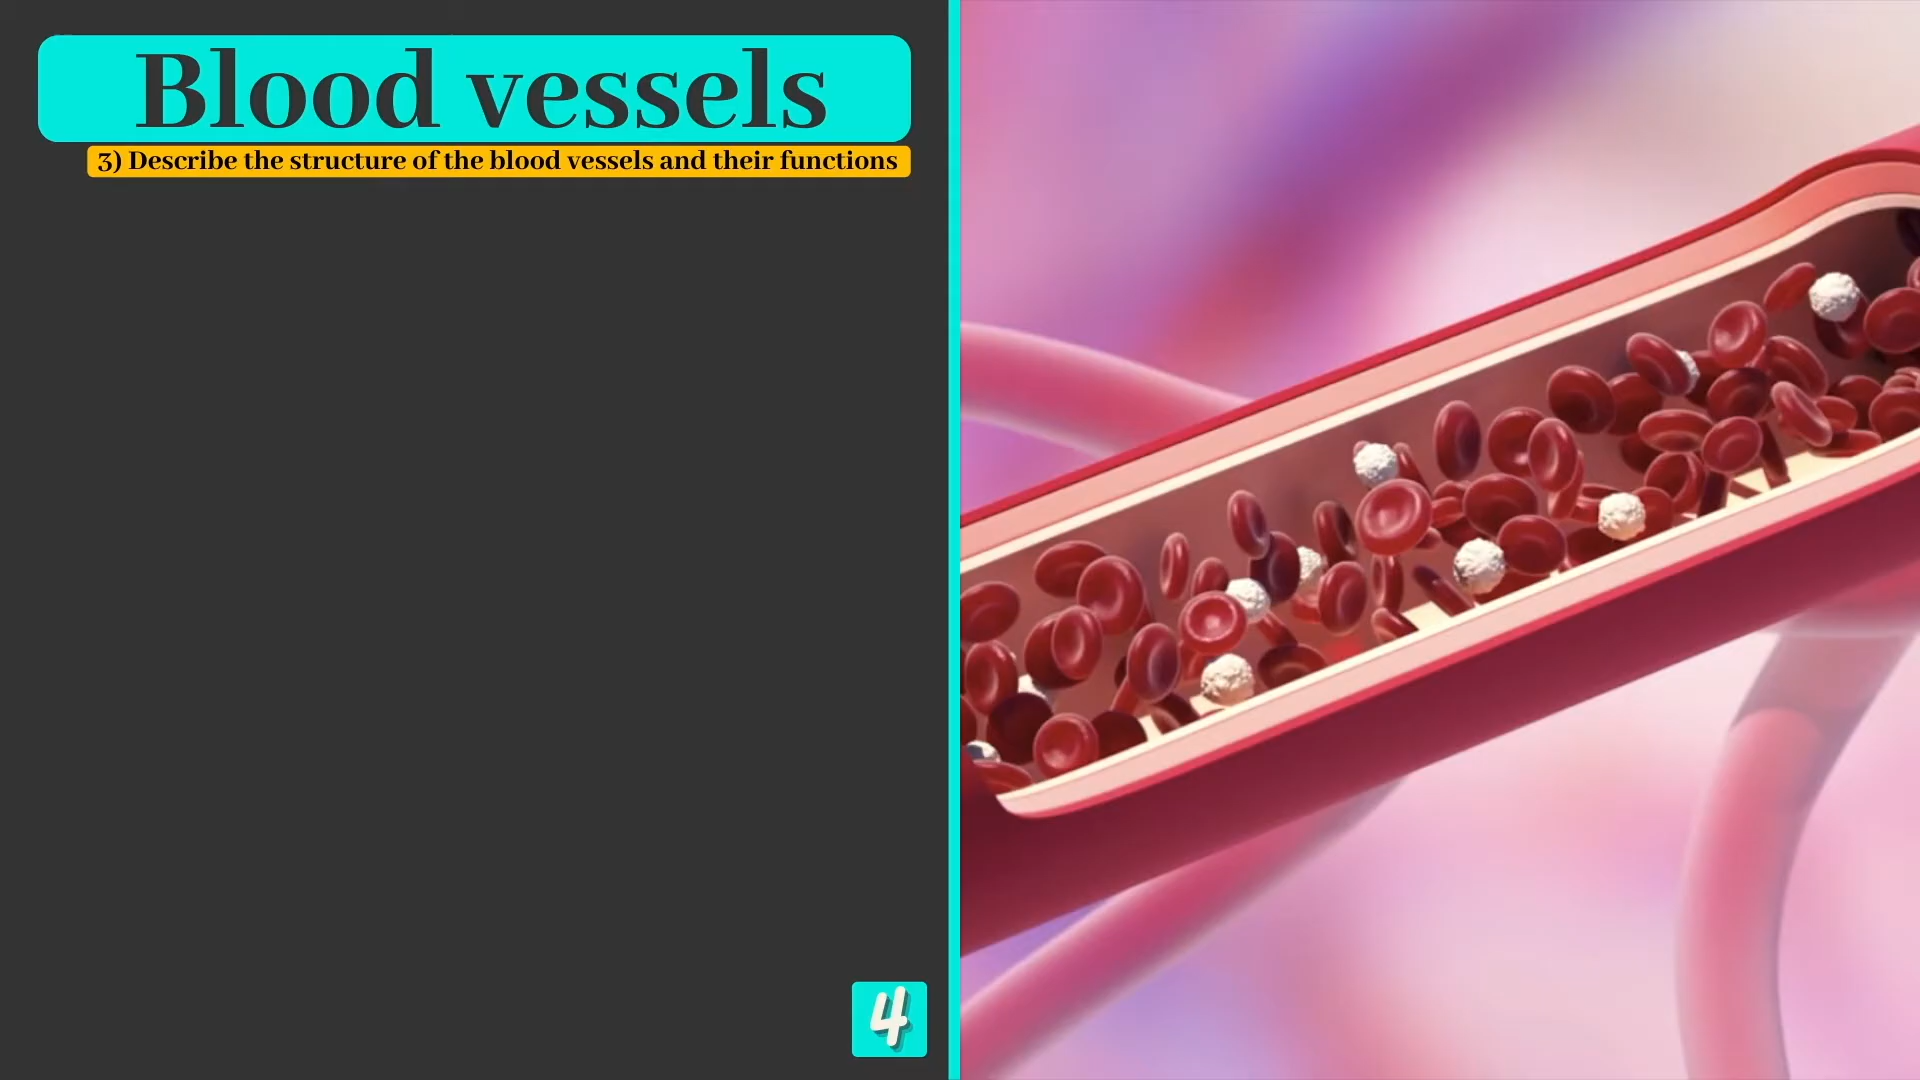 Blood vessels
3) Describe the structure of the blood vessels and their functions
4